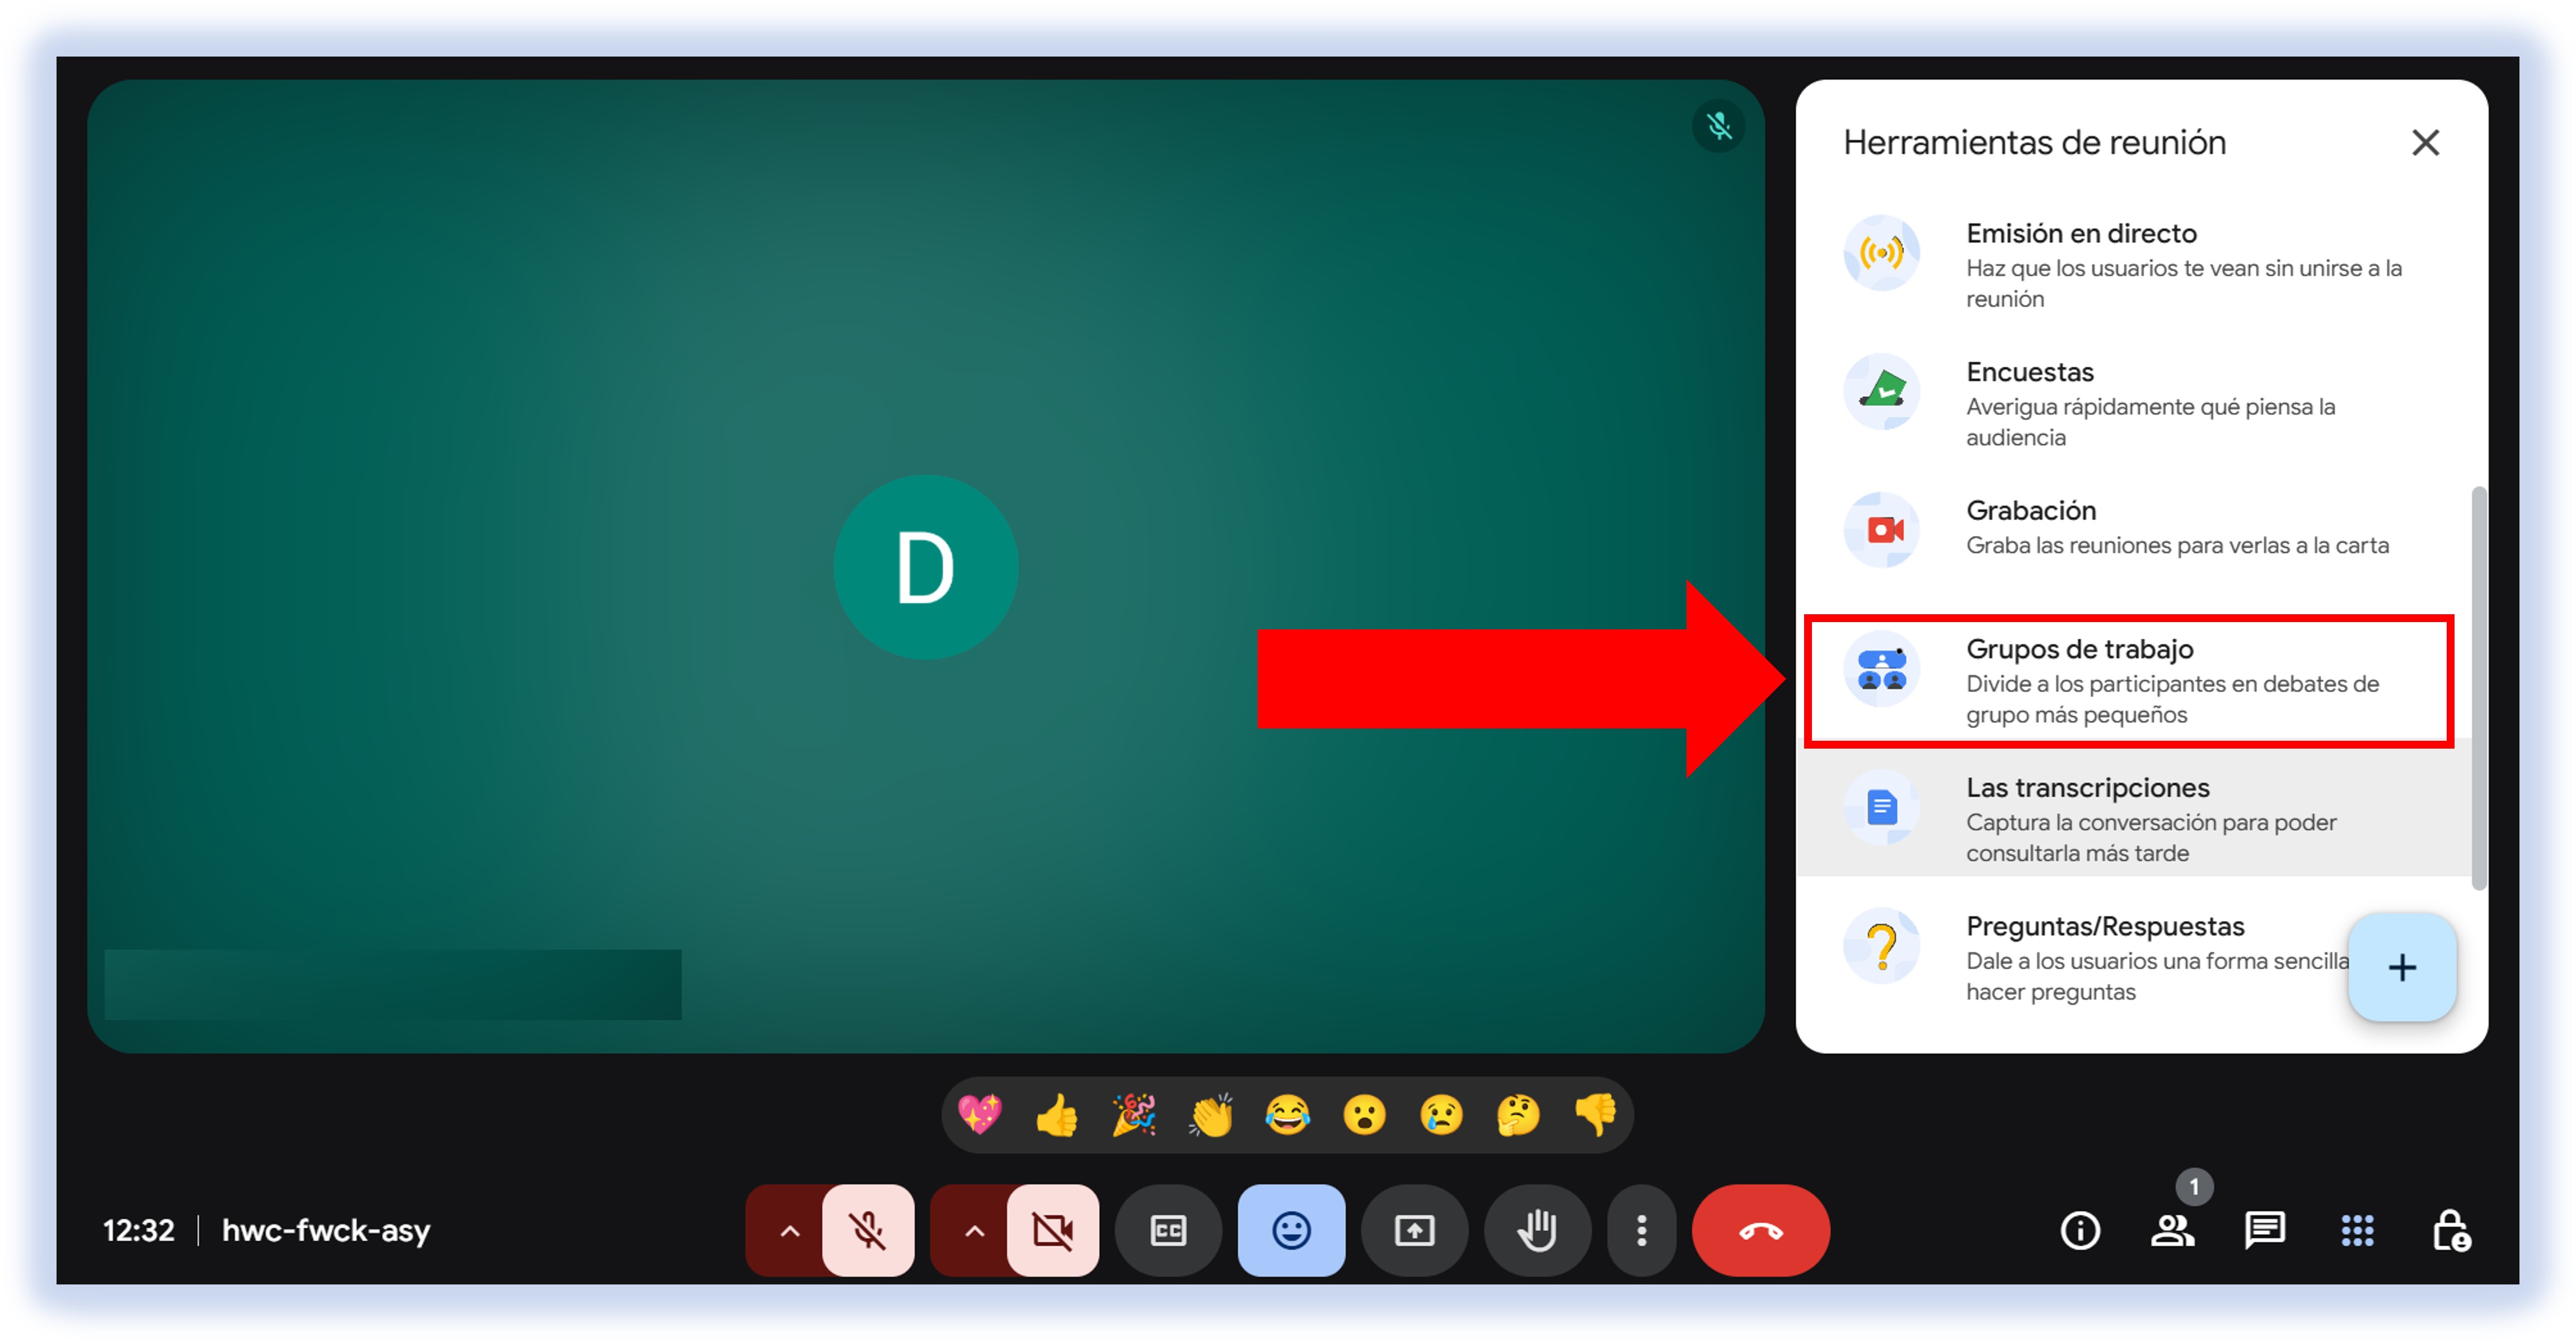 D
Herramientas de reunión
Emisión en directo
Haz que los usuarios te vean sin unirse a la
reunión
Encuestas
Averigua rápidamente qué piensa la
audiencia
Grabación
Graba las reuniones para verlas a la carta
Grupos de trabajo
Divide a los participantes en debates de
grupo más pequeños
Las transcripciones
Captura la conversación para poder
consultarla más tarde
Preguntas/Respuestas
Dale a los usuarios una forma sencilla
hacer preguntas
12:32 | hwc-fwck-asy
CC
1